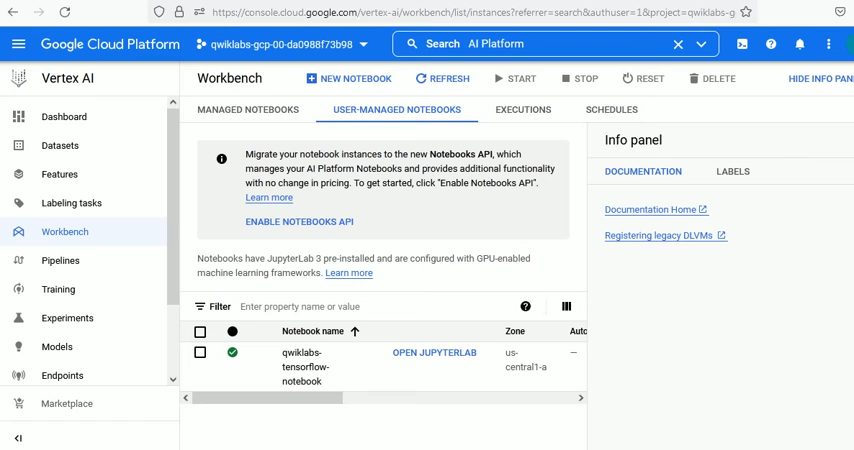 https://console.cloud.google.com/vertex-ai/workbench/list/instances?referrer=search&authuser=1&project=qwiklabs-g
Google Cloud Platform
qwiklabs-gcp-00-da0988f73b98
Search AI Platform
Vertex AI
Workbench
NEW NOTEBOOK
REFRESH
START
STOP
RESET
DELETE
HIDE INFO PAN
Dashboard
Datasets
Features
Labeling tasks
Workbench
Pipelines
Training
Experiments
Models
Endpoints
Marketplace
MANAGED NOTEBOOKS
USER-MANAGED NOTEBOOKS
EXECUTIONS
SCHEDULES
Migrate your notebook instances to the new Notebooks API, which
manages your AI Platform Notebooks and provides additional functionality
with no change in pricing. To get started, click "Enable Notebooks API".
Learn more
ENABLE NOTEBOOKS API
Notebooks have JupyterLab 3 pre-installed and are configured with GPU-enabled
machine learning frameworks. Learn more
Filter Enter property name or value
Notebook name
Zone
Auto
qwiklabs-
tensorflow-
notebook
OPEN JUPYTERLAB
us-
central1-a
—
Info panel
DOCUMENTATION
LABELS
Documentation Home
Registering legacy DLVMs